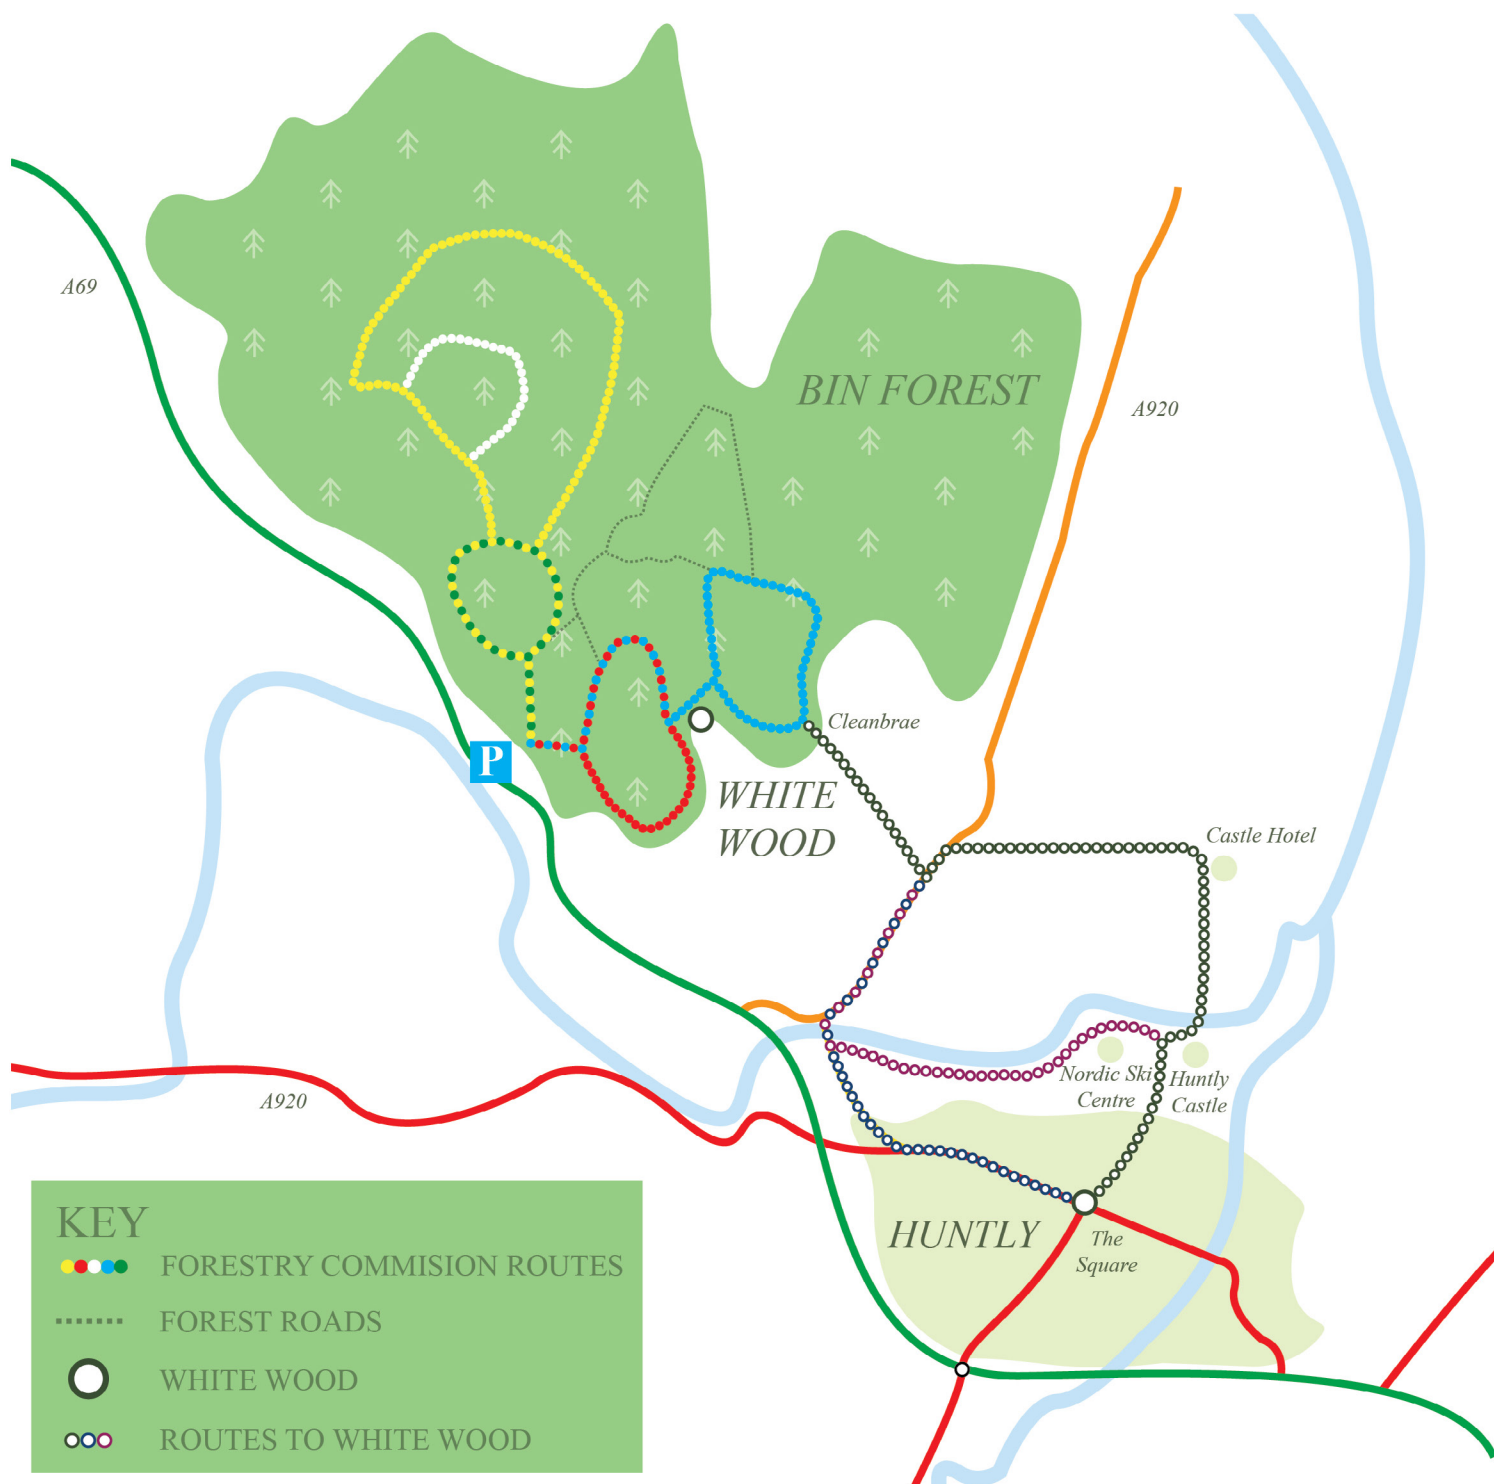 A69
BIN FOREST
A920
Cleanbrae
P
WHITE
WOOD
Castle Hotel
Nordic Ski
Centre
Huntly
Castle
A920
HUNTLY
The
Square
KEY
FORESTRY COMMISION ROUTES
FOREST ROADS
WHITE WOOD
ROUTES TO WHITE WOOD